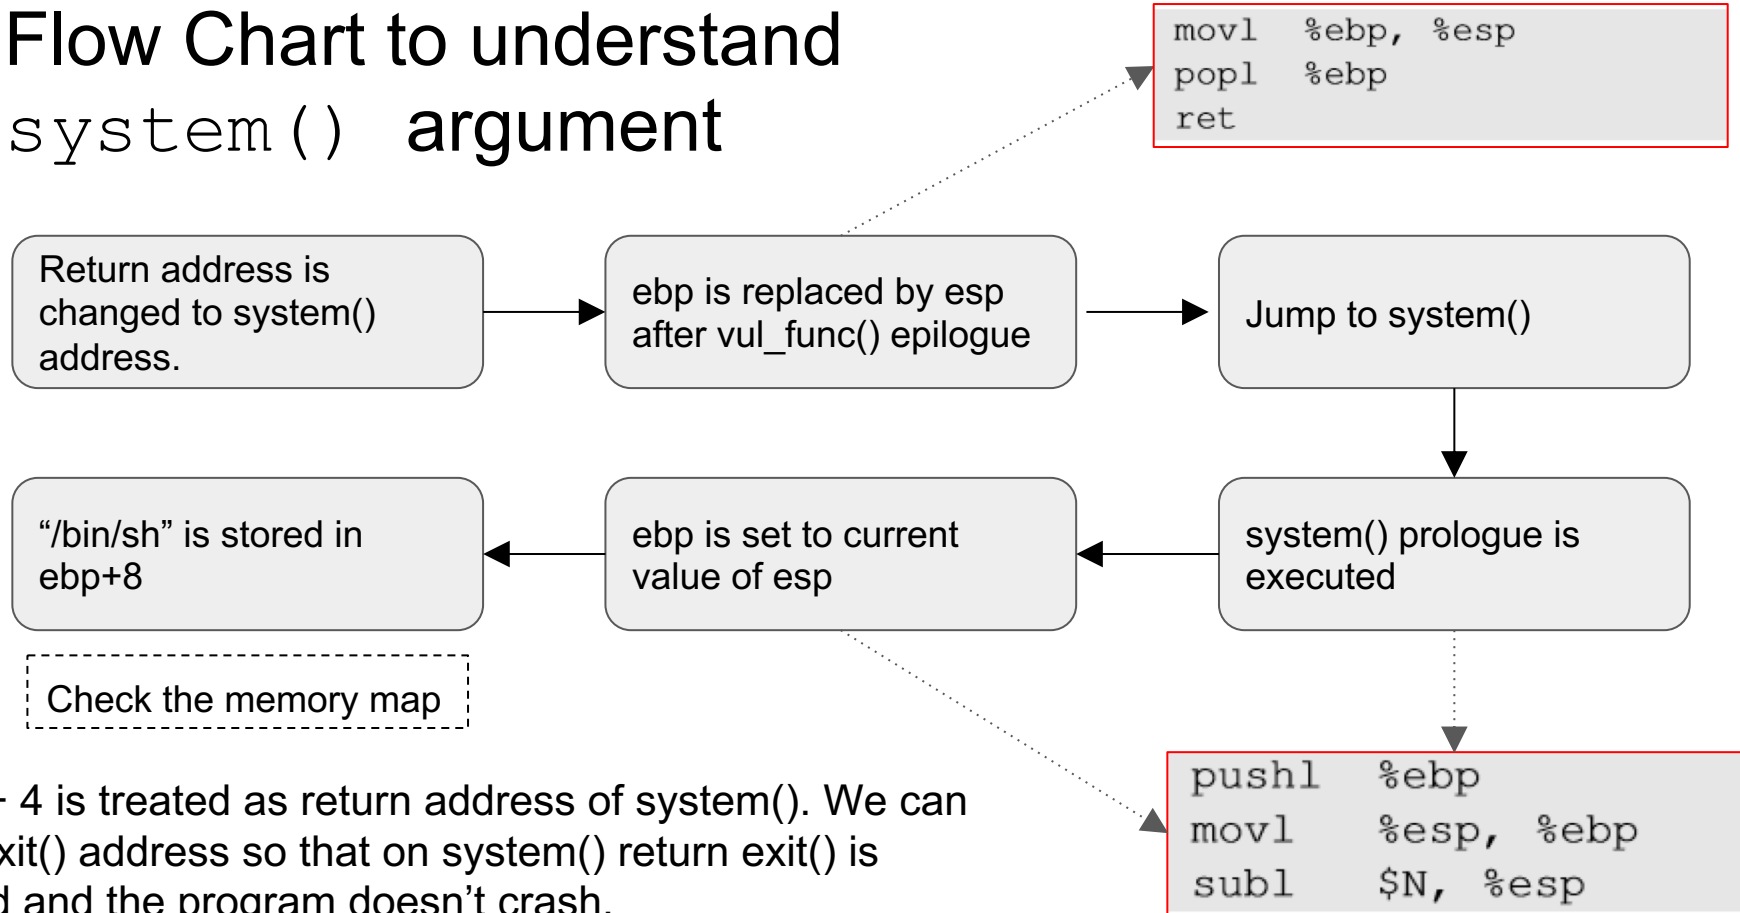 Flow Chart to understand
system() argument
movl %ebp, %esp
popl %ebp
ret
Return address is
changed to system()
address.
ebp is replaced by esp
after vul_func() epilogue
Jump to system()
“/bin/sh” is stored in
ebp+8
ebp is set to current
value of esp
system() prologue is
executed
Check the memory map
4 is treated as return address of system(). We can
address so that on system() return exit() is
and the program doesn’t crash.
pushl %ebp
movl %esp, %ebp
subl $N, %esp